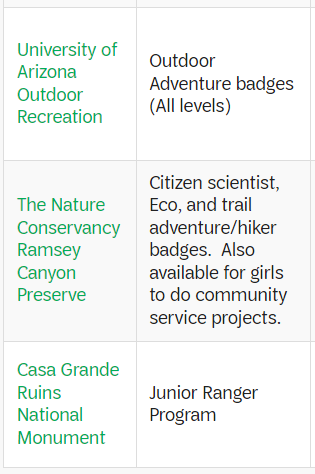 University of
Arizona
Outdoor
Recreation
Outdoor
Adventure badges
(All levels)
The Nature
Conservancy
Ramsey
Canyon
Preserve
Citizen scientist,
Eco, and trail
adventure/hiker
badges.  Also
available for girls
to do community
service projects.
Casa Grande
Ruins
National
Monument
Junior Ranger
Program